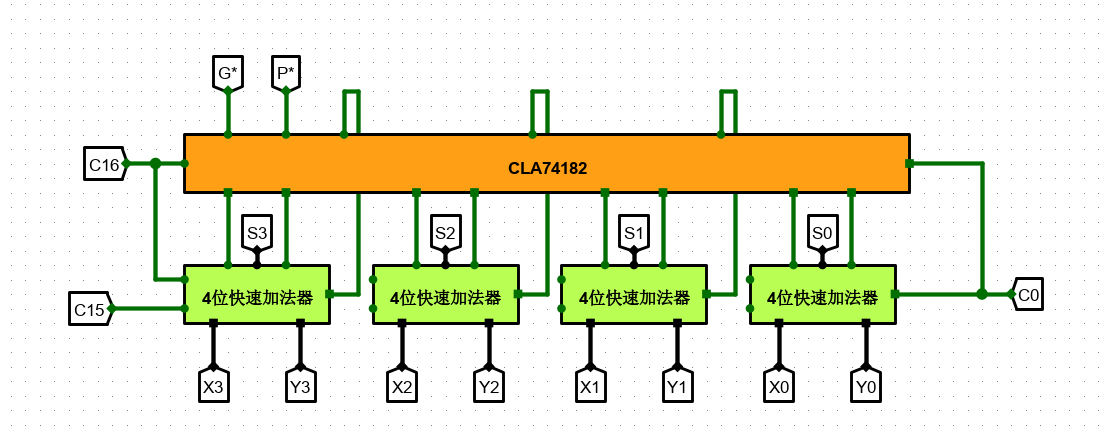 G*
P*
C16
CLA74182
S3
S2
S1
S0
4位快速加法器
4位快速加法器
4位快速加法器
4位快速加法器
C15
C0
X3
Y3
X2
Y2
X1
Y1
X0
Y0